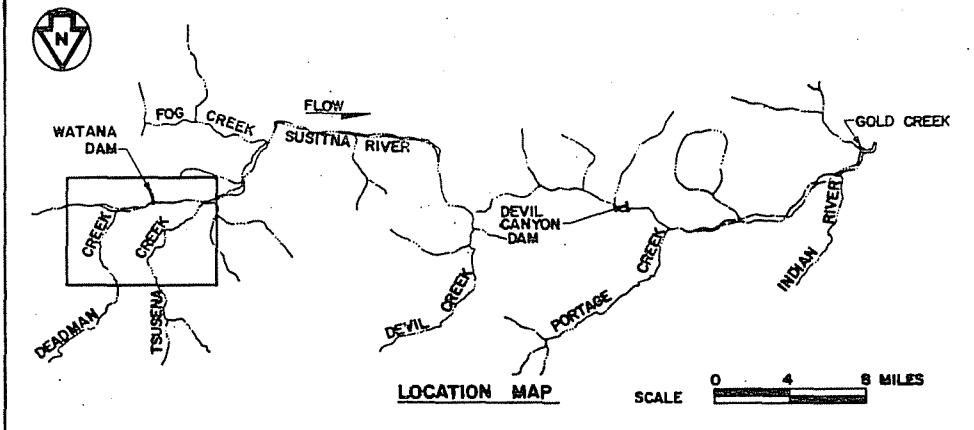 N
FLOW
FOG CREEK
SUSITNA RIVER
GOLD CREEK
WATANA
DAM
DEVIL
CANYON
DAM
CREEK
CREEK
DEADMAN
TSUSENA
DEVIL CREEK
PORTAGE CREEK
INDIAN RIVER
LOCATION MAP
SCALE
0 4 8 MILES